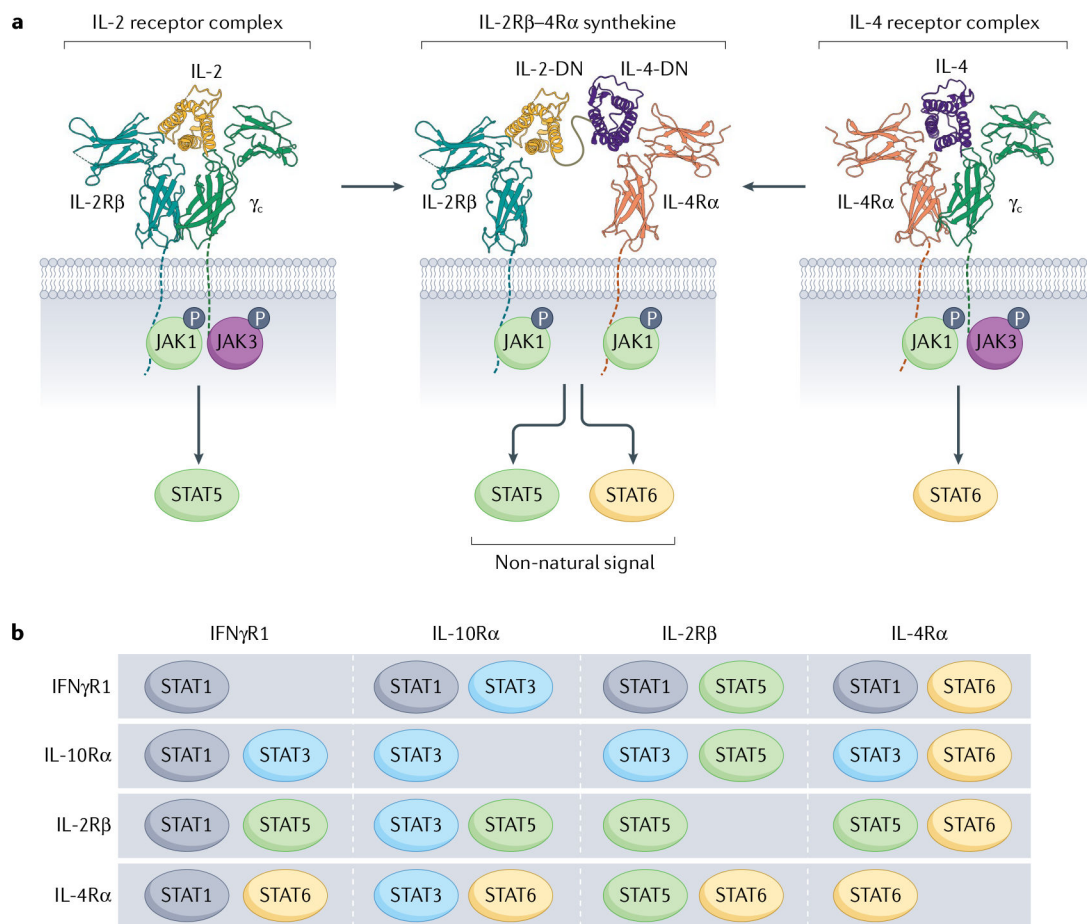 a
IL-2 receptor complex
IL-2Rβ–4Rα synthekine
IL-4 receptor complex
IL-2
IL-2-DN
IL-4-DN
IL-4
IL-2Rβ
γc
IL-2Rβ
IL-4Rα
IL-4Rα
γc
P
P
P
P
P
P
JAK1
JAK3
JAK1
JAK1
JAK1
JAK3
STAT5
STAT5
STAT6
STAT6
Non-natural signal
b
IFNγR1
IL-10Rα
IL-2Rβ
IL-4Rα
IFNγR1 STAT1 STAT1 STAT3 STAT1 STAT5 STAT1 STAT6
IL-10Rα STAT1 STAT3 STAT3 STAT3 STAT5 STAT3 STAT6
IL-2Rβ STAT1 STAT5 STAT3 STAT5 STAT5 STAT5 STAT6
IL-4Rα STAT1 STAT6 STAT3 STAT6 STAT5 STAT6 STAT6